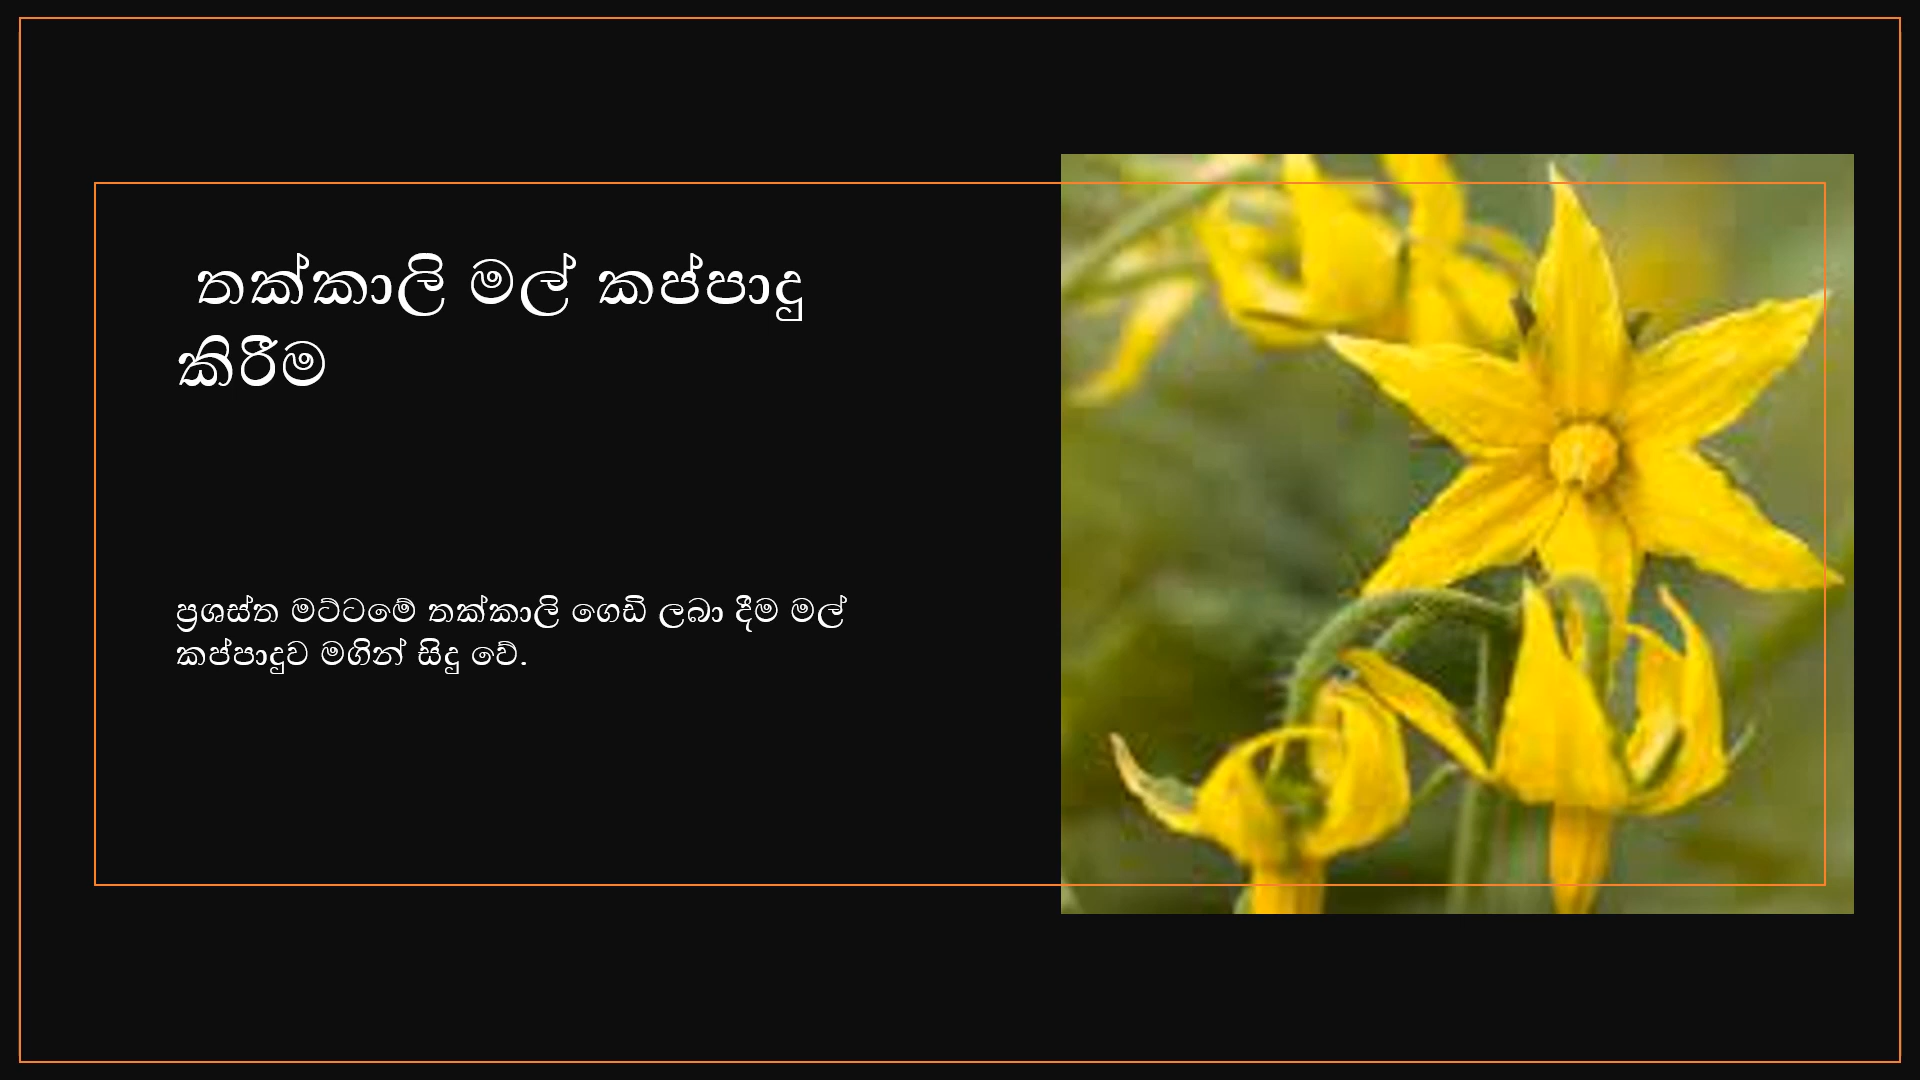 තක්කාලි මල් කප්පාදු
කිරීම
ප්‍රශස්ත මට්ටමේ තක්කාලි ගෙඩි ලබා දීම මල්
කප්පාදුව මගින් සිදු වේ.